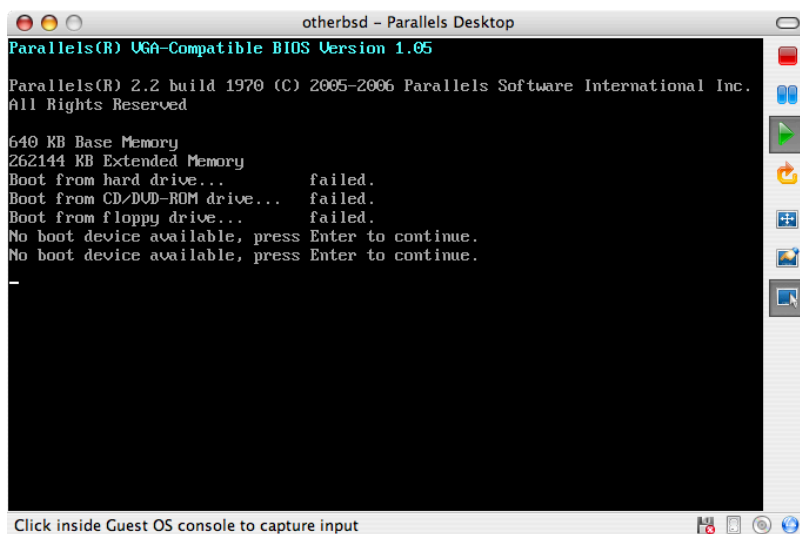 otherbsd – Parallels Desktop
Parallels(R) VGA-Compatible BIOS Version 1.05
Parallels(R) 2.2 build 1970 (C) 2005-2006 Parallels Software International Inc.
All Rights Reserved
640 KB Base Memory
262144 KB Extended Memory
Boot from hard drive... failed.
Boot from CD/DVD-ROM drive... failed.
Boot from floppy drive... failed.
No boot device available, press Enter to continue.
No boot device available, press Enter to continue.
Click inside Guest OS console to capture input